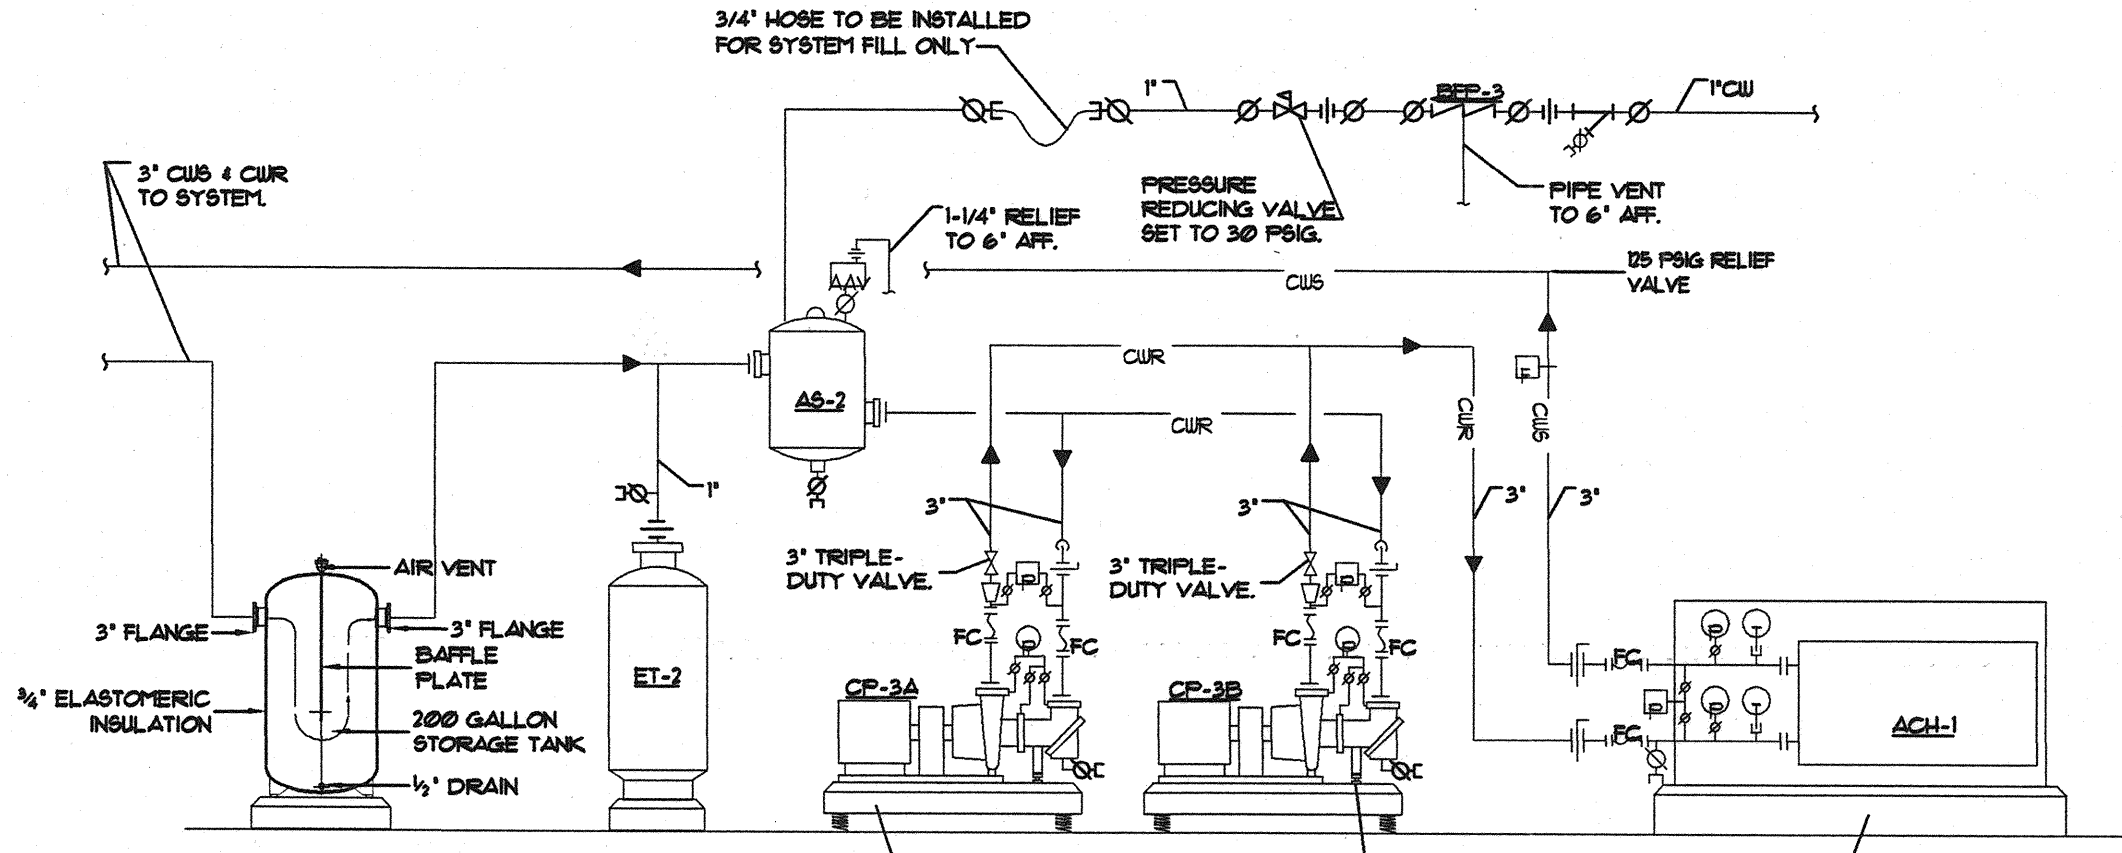 3/4" HOSE TO BE INSTALLED
FOR SYSTEM FILL ONLY
1"
BFP-3
1"CW
3" CWS & CWR
TO SYSTEM.
1-1/4" RELIEF
TO 6" AFF.
PRESSURE
REDUCING VALVE
SET TO 30 PSIG.
PIPE VENT
TO 6" AFF.
125 PSIG RELIEF
VALVE
CWS
CWR
AS-2
CWR
CWR
CWS
F
1"
3"
3"
3"
3"
3" TRIPLE-
DUTY VALVE.
3" TRIPLE-
DUTY VALVE.
P
P
AIR VENT
3" FLANGE
3" FLANGE
BAFFLE
PLATE
FC
P
FC
FC
P
FC
P
T
FC
ET-2
CP-3A
CP-3B
3/4" ELASTOMERIC
INSULATION
200 GALLON
STORAGE TANK
P
P
T
FC
ACH-1
1/2" DRAIN